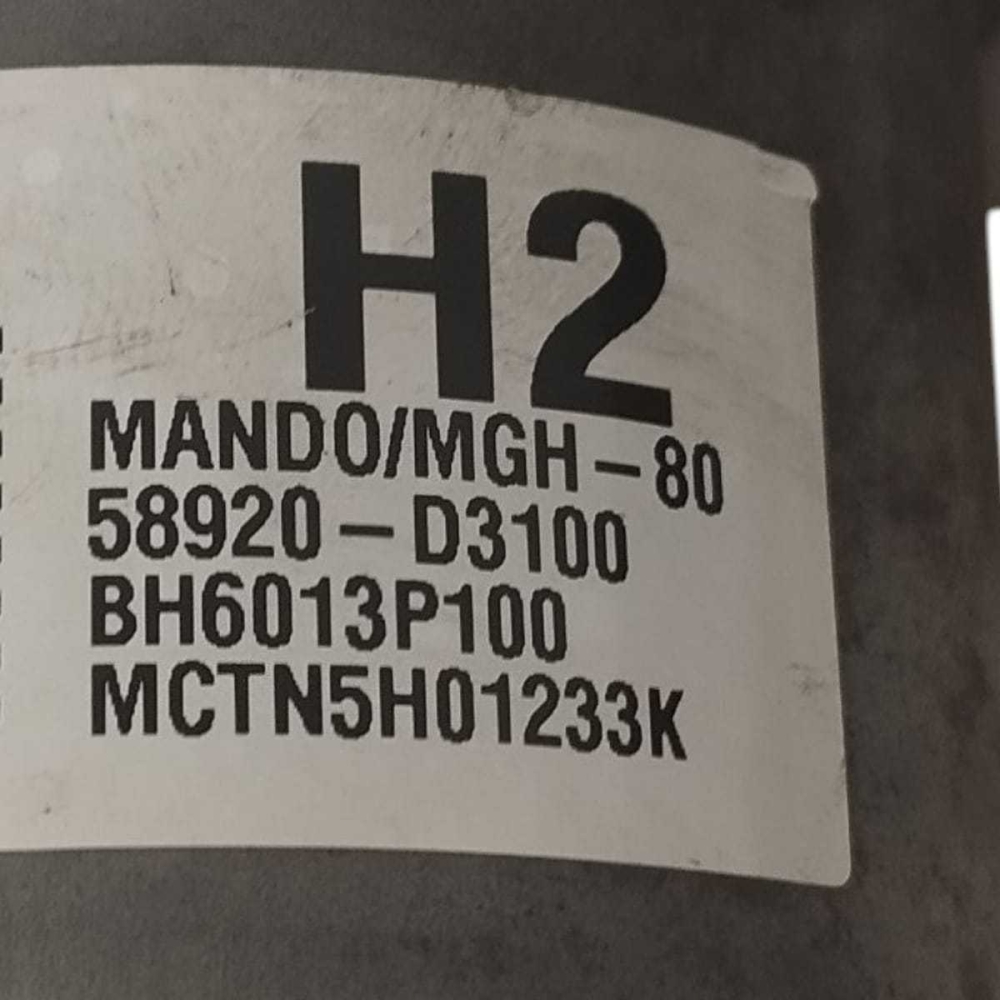 H2
MANDO/MGH-80
58920-D3100
BH6013P100
MCTN5H01233K